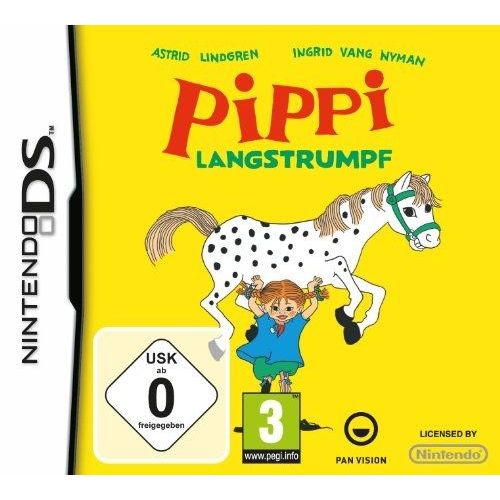 ASTRID LINDGREN INGRID VANG NYMAN
PIPPI
LANGSTRUMPF
NINTENDO DS™
USK
ab
0
freigegeben
3
www.pegi.info
PAN VISION
LICENSED BY
Nintendo